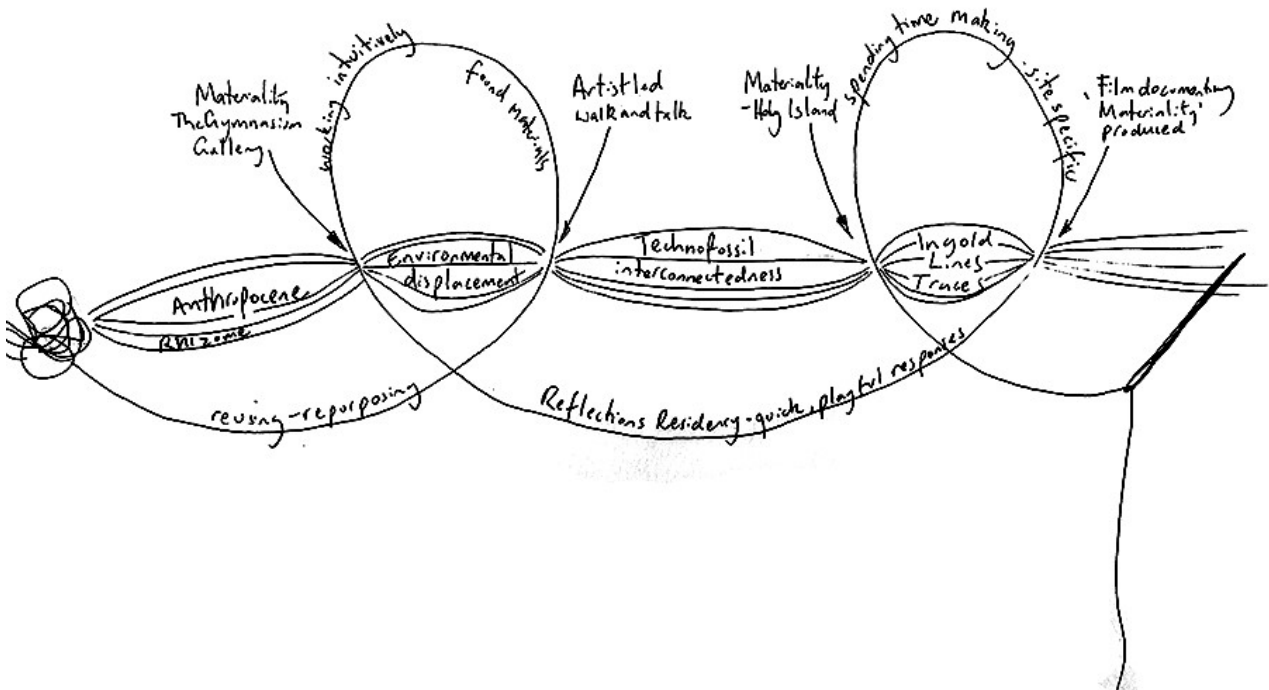 Materiality
The Gymnasium
Gallery
working intuitively
found materials
Artist led
walk and talk
Materiality
-Holy Island
spending time making - site specific
'Film documenting
Materiality'
produced
Anthropocene
Rhizome
Environmental
displacement
Technofossil
interconnectedness
Ingold
Lines
Traces
reusing-repurposing
Reflections Residency-quick, playful responses